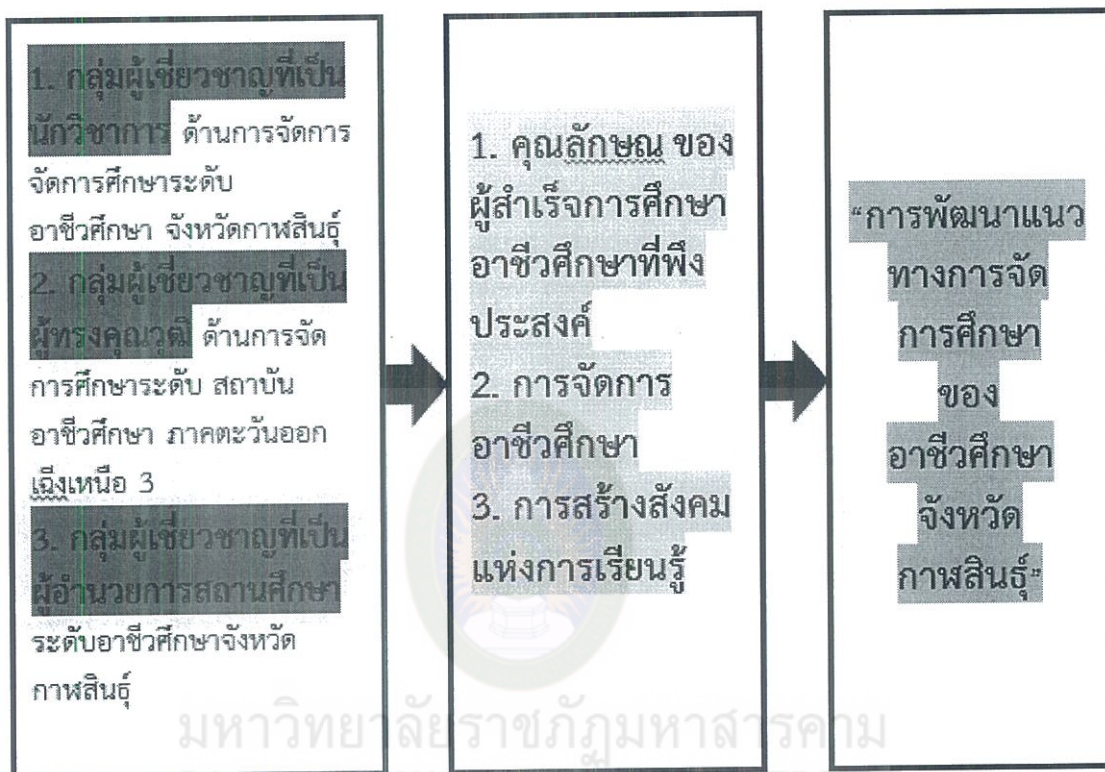 1. กลุ่มผู้เชี่ยวชาญที่เป็น
นักวิชาการ ด้านการจัดการ
จัดการศึกษาระดับ
อาชีวศึกษา จังหวัดกาฬสินธุ์
2. กลุ่มผู้เชี่ยวชาญที่เป็น
ผู้ทรงคุณวุฒิ ด้านการจัด
การศึกษาระดับ สถาบัน
อาชีวศึกษา ภาคตะวันออก
เฉีงเหนือ 3
3. กลุ่มผู้เชี่ยวชาญที่เป็น
ผู้อำนวยการสถานศึกษา
ระดับอาชีวศึกษาจังหวัด
กาฬสินธุ์
1. คุณลักษณ ของ
ผู้สำเร็จการศึกษา
อาชีวศึกษาที่พึง
ประสงค์
2. การจัดการ
อาชีวศึกษา
3. การสร้างสังคม
แห่งการเรียนรู้
“การพัฒนาแนว
ทางการจัด
การศึกษา
ของ
อาชีวศึกษา
จังหวัด
กาฬสินธุ์”
มหาวิทยาลัยราชภัฏมหาสารคาม